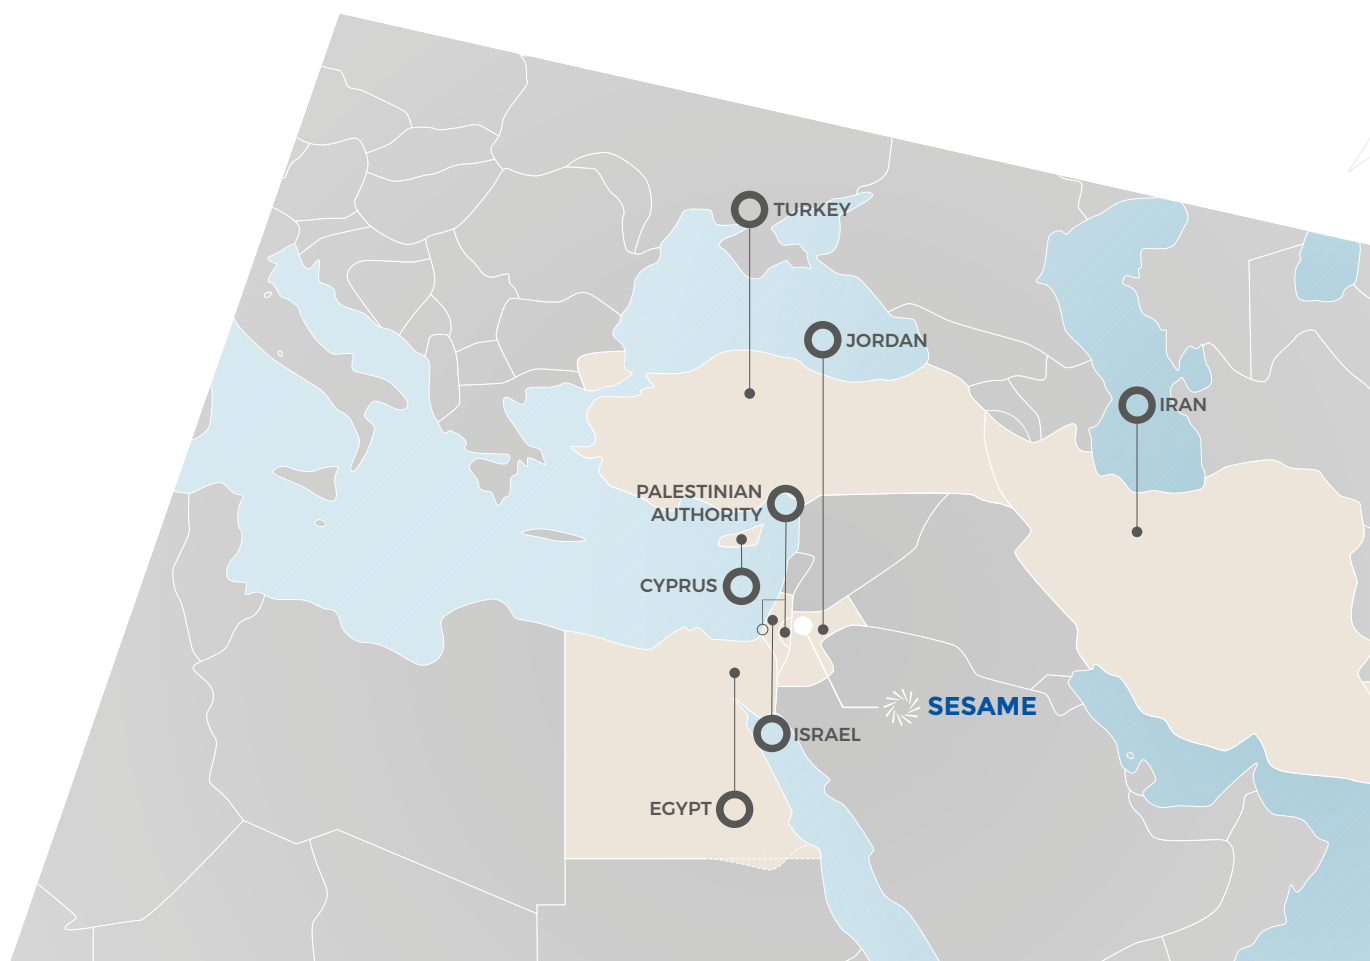 TURKEY
JORDAN
IRAN
PALESTINIAN
AUTHORITY
CYPRUS
SESAME
ISRAEL
EGYPT